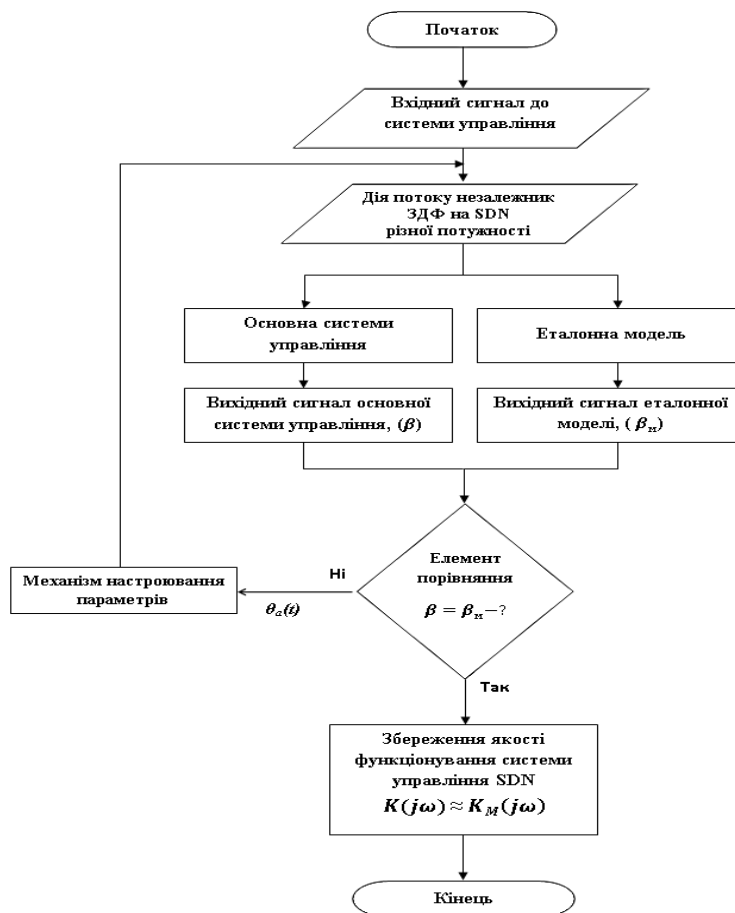 Початок
Вхідний сигнал до
системи управління
Дія потоку незалежник
ЗДФ на SDN
різної потужності
Основна системи
управління
Еталонна модель
Вихідний сигнал основної
системи управління, (β)
Вихідний сигнал еталонної
моделі, ( βм)
Елемент
порівняння
β = βм−?
Ні
θa(t)
Механізм настроювання
параметрів
Так
Збереження якості
функціонування системи
управління SDN
K(jω) ≈ KM(jω)
Кінець